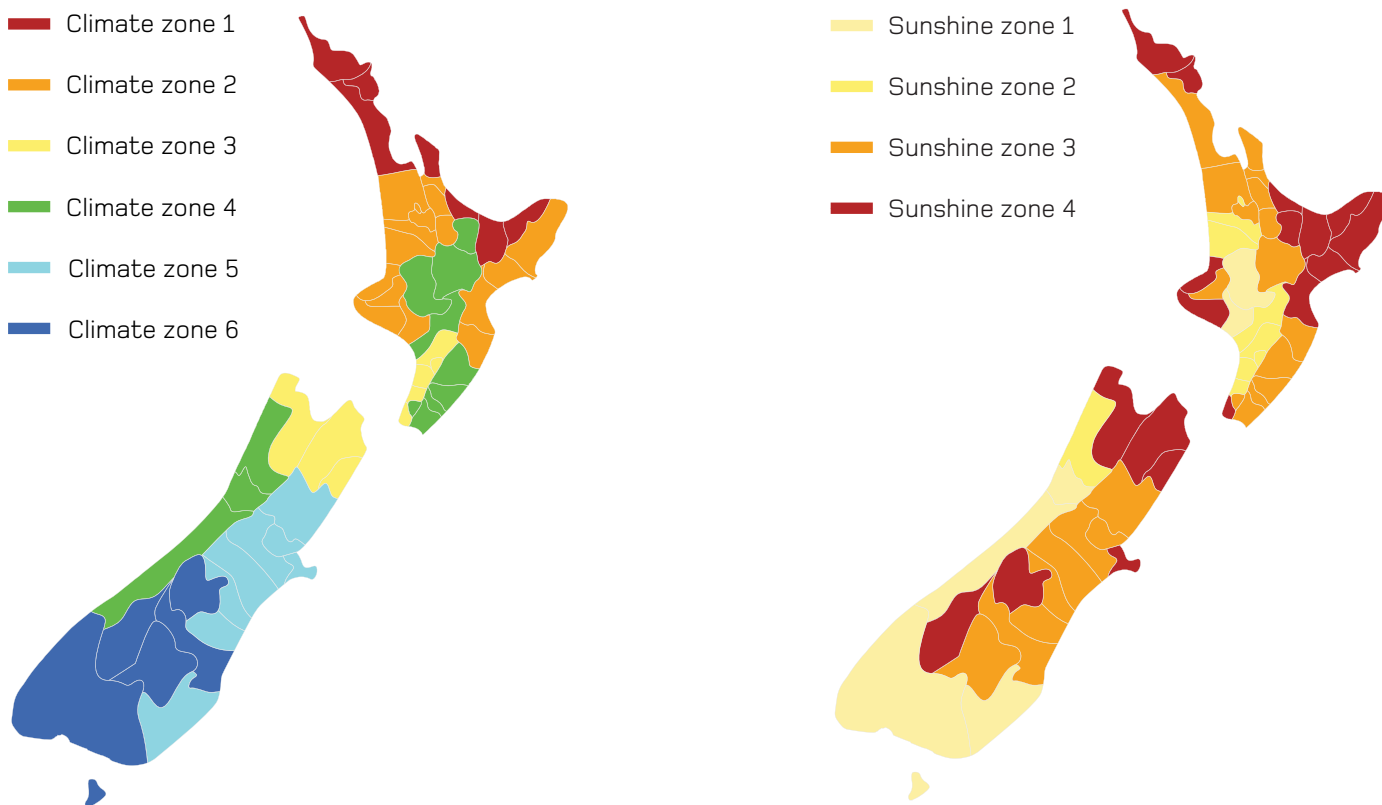 Climate zone 1
Climate zone 2
Climate zone 3
Climate zone 4
Climate zone 5
Climate zone 6
Sunshine zone 1
Sunshine zone 2
Sunshine zone 3
Sunshine zone 4